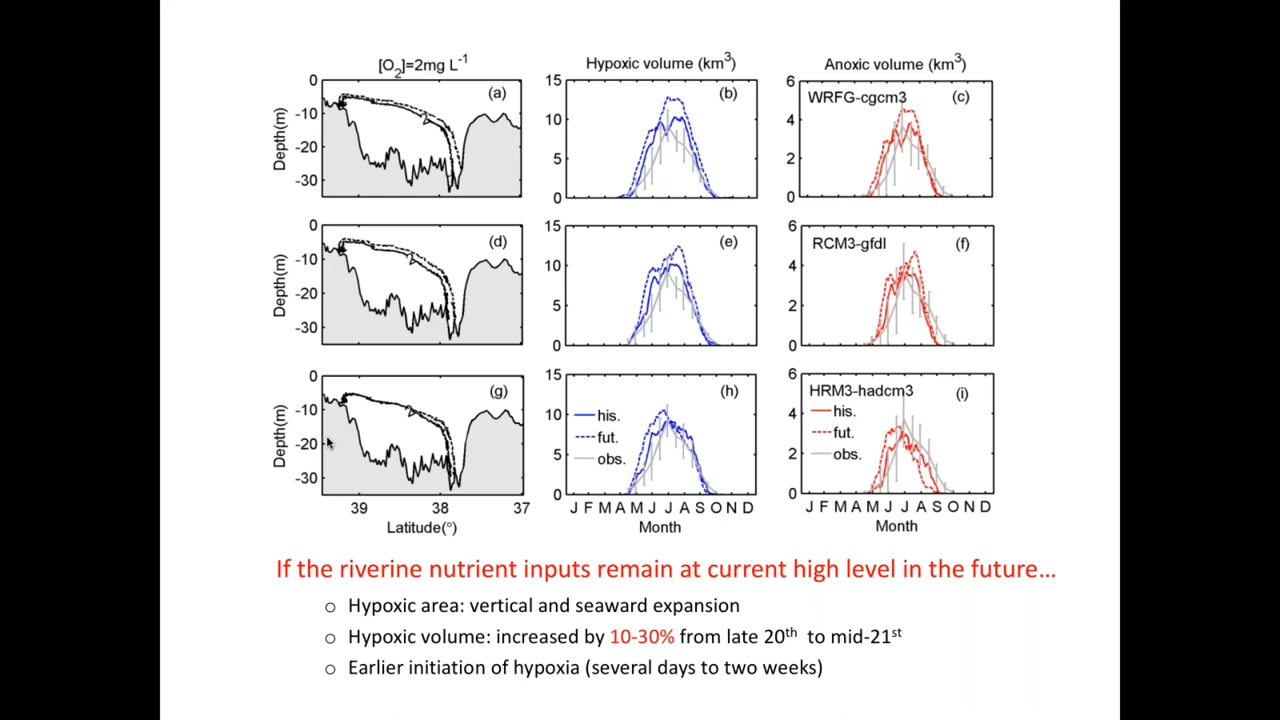 [O2]=2mg L-1
Hypoxic volume (km3)
Anoxic volume (km3)
0
-10
-20
-30
Depth(m)
(a)
15
10
5
0
(b)
6
4
2
0
WRFG-cgcm3
(c)
0
-10
-20
-30
Depth(m)
(d)
15
10
5
0
(e)
6
4
2
0
RCM3-gfdl
(f)
0
-10
-20
-30
Depth(m)
(g)
39
38
37
Latitude(°)
15
10
5
0
(h)
his.
fut.
obs.
J F M A M J J A S O N D
Month
6
4
2
0
HRM3-hadcm3
(i)
his.
fut.
obs.
J F M A M J J A S O N D
Month
If the riverine nutrient inputs remain at current high level in the future…
o Hypoxic area: vertical and seaward expansion
o Hypoxic volume: increased by 10-30% from late 20th to mid-21st
o Earlier initiation of hypoxia (several days to two weeks)